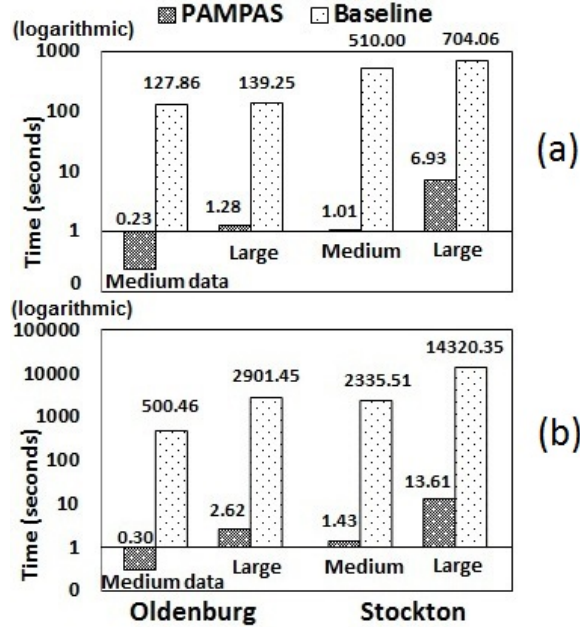 PAMPAS Baseline
(logarithmic)
1000
100
10
1
0
Time (seconds)
0.23 127.86 1.28 139.25 1.01 510.00 6.93 704.06
Medium data Large Medium Large
(a)
(logarithmic)
100000
10000
1000
100
10
1
0
Time (seconds)
0.30 500.46 2.62 2901.45 1.43 2335.51 13.61 14320.35
Medium data Large Medium Large
(b)
Oldenburg Stockton